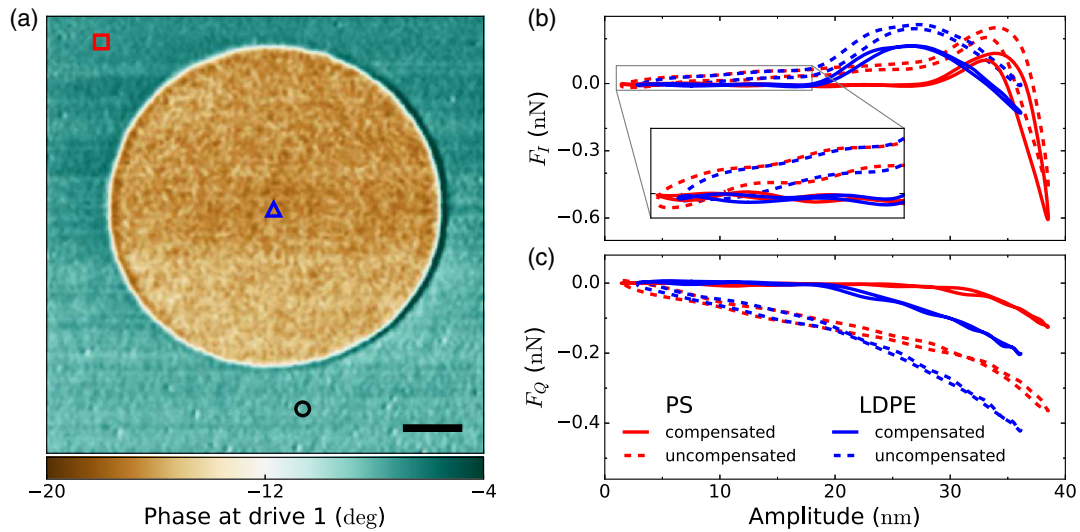 (a)
−20
−12
−4
Phase at drive 1 (deg)
(b)
0.0
−0.3
−0.6
F_I (nN)
(c)
0.0
−0.2
−0.4
F_Q (nN)
PS LDPE
compensated compensated
uncompensated uncompensated
0 10 20 30 40
Amplitude (nm)